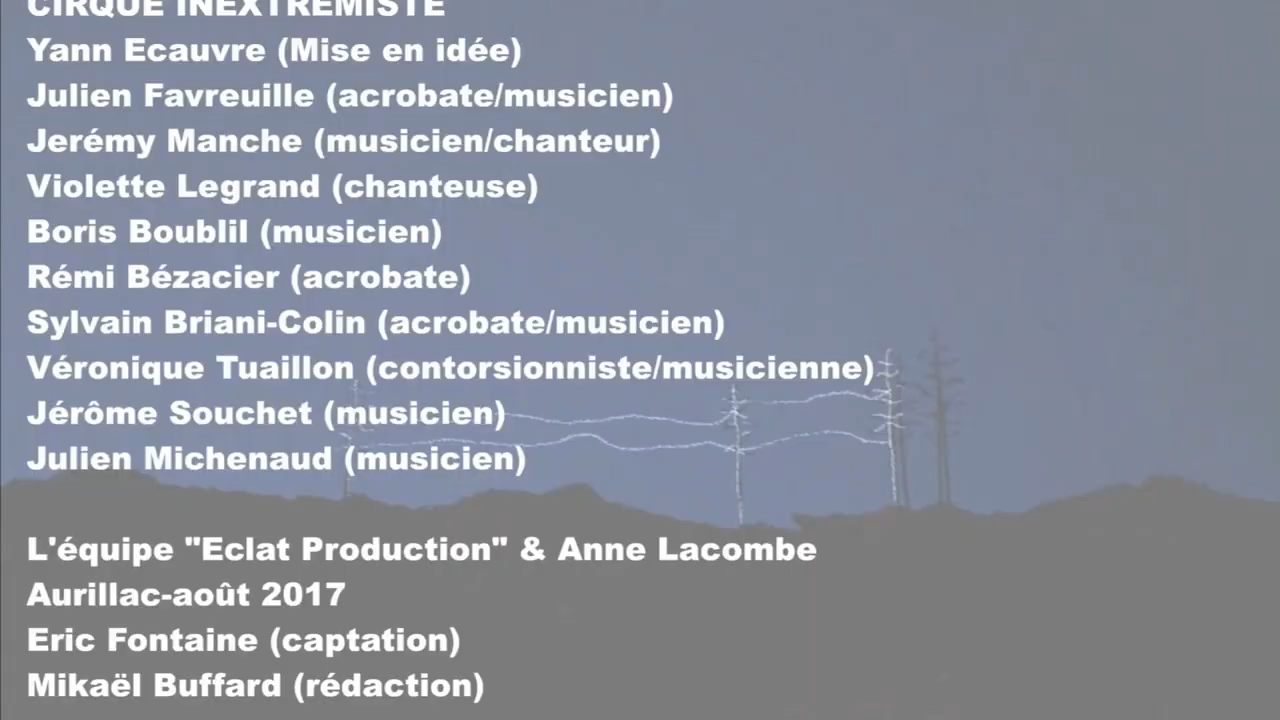 CIRQUE INEXTREMISTE
Yann Ecauvre (Mise en idée)
Julien Favreuille (acrobate/musicien)
Jerémy Manche (musicien/chanteur)
Violette Legrand (chanteuse)
Boris Boublil (musicien)
Rémi Bézacier (acrobate)
Sylvain Briani-Colin (acrobate/musicien)
Véronique Tuaillon (contorsionniste/musicienne)
Jérôme Souchet (musicien)
Julien Michenaud (musicien)
L'équipe "Eclat Production" & Anne Lacombe
Aurillac-août 2017
Eric Fontaine (captation)
Mikaël Buffard (rédaction)